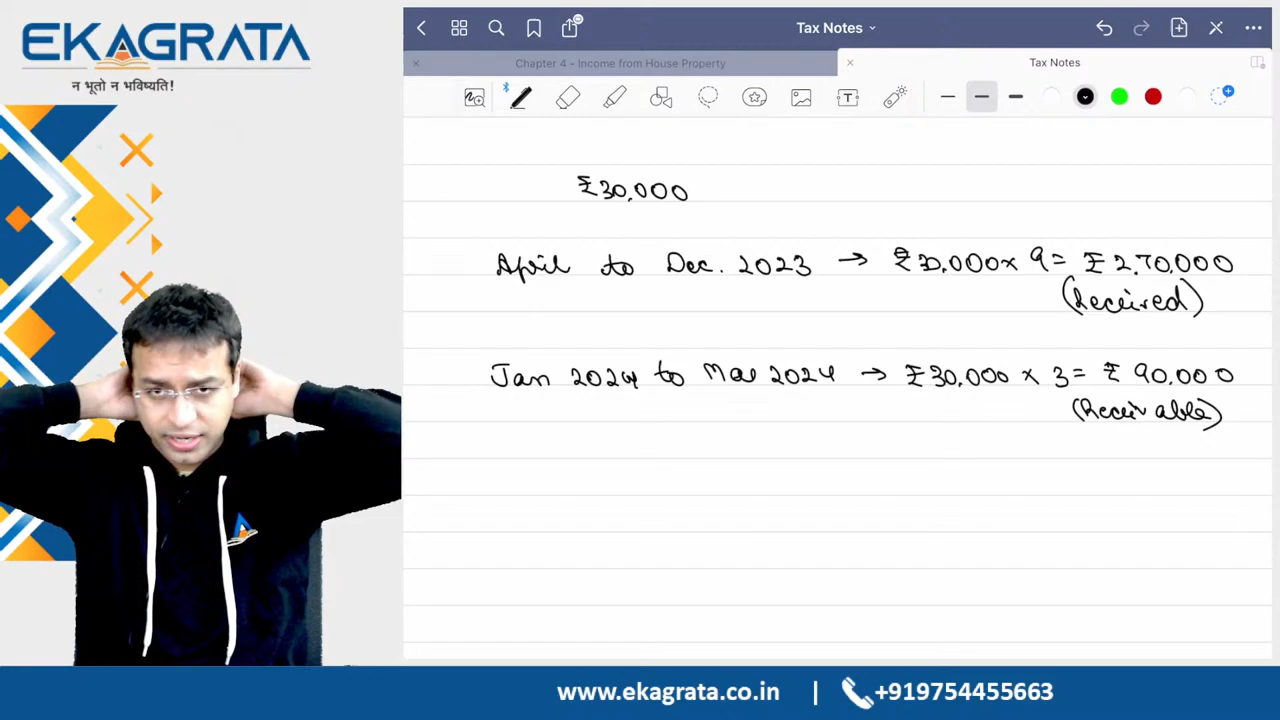 EKAGRATA
न भूतो न भविष्यति!
Tax Notes
Chapter 4 - Income from House Property
Tax Notes
₹30,000
April to Dec. 2023 → ₹30,000 x 9 = ₹2,70,000
(Received)
Jan 2024 to Mar 2024 → ₹30,000 x 3 = ₹90,000
(Receivable)
www.ekagrata.co.in | +919754455663